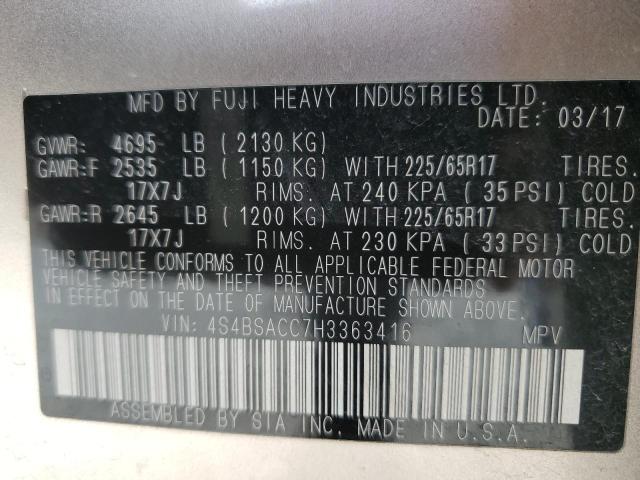 MFD BY FUJI HEAVY INDUSTRIES LTD.
DATE: 03/17
GVWR: 4695 LB ( 2130 KG)
GAWR:F 2535 LB ( 1150 KG) WITH 225/65R17 TIRES.
17X7J RIMS. AT 240 KPA ( 35 PSI) COLD
GAWR:R 2645 LB ( 1200 KG) WITH 225/65R17 TIRES.
17X7J RIMS. AT 230 KPA ( 33 PSI) COLD
THIS VEHICLE CONFORMS TO ALL APPLICABLE FEDERAL MOTOR
VEHICLE SAFETY AND THEFT PREVENTION STANDARDS
IN EFFECT ON THE DATE OF MANUFACTURE SHOWN ABOVE.
VIN: 4S4BSACC7H3363416 MPV
ASSEMBLED BY SIA INC. MADE IN U.S.A.